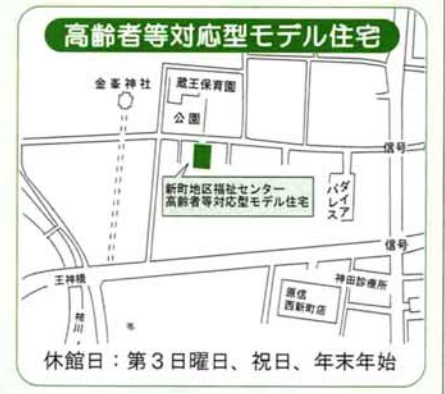 高齢者等対応型モデル住宅
金峯神社
蔵王保育園
公園
信号
新町地区福祉センター
高齢者等対応型モデル住宅
ダイア
パレス
信号
王神橋
神田診療所
原信
西新町店
柿川
休館日：第3日曜日、祝日、年末年始